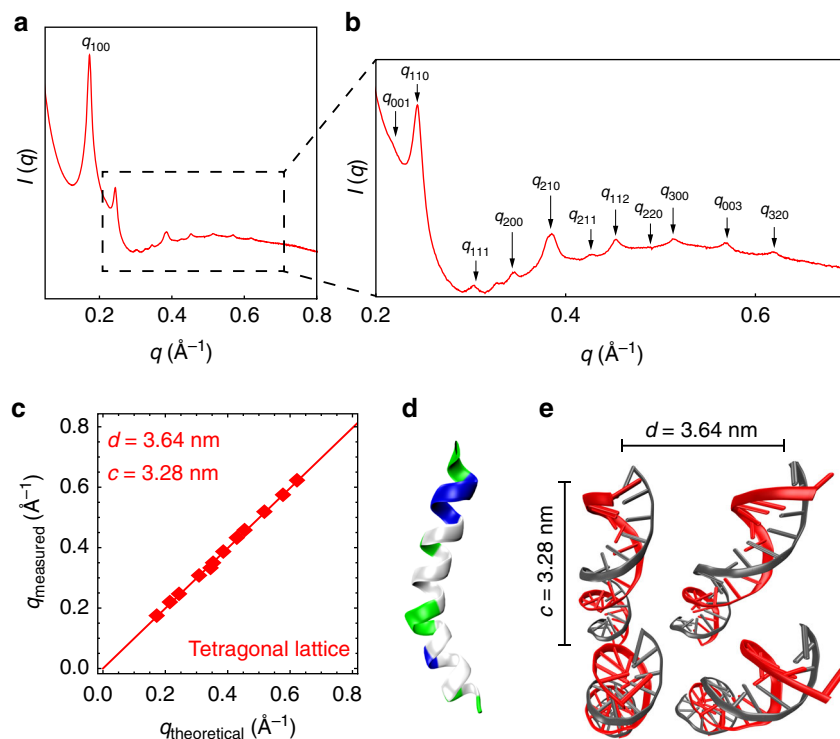 a
q100
I (q)
0.2 0.4 0.6 0.8
q (Å–1)
b
q110
q001
q210
q112
q300
q200
q211
q220
q003
q320
q111
I (q)
0.2 0.4 0.6
q (Å–1)
c
d = 3.64 nm
c = 3.28 nm
0.8
0.6
0.4
0.2
0.0
qmeasured (Å–1)
Tetragonal lattice
0.0 0.2 0.4 0.6 0.8
qtheoretical (Å–1)
d
e
d = 3.64 nm
c = 3.28 nm